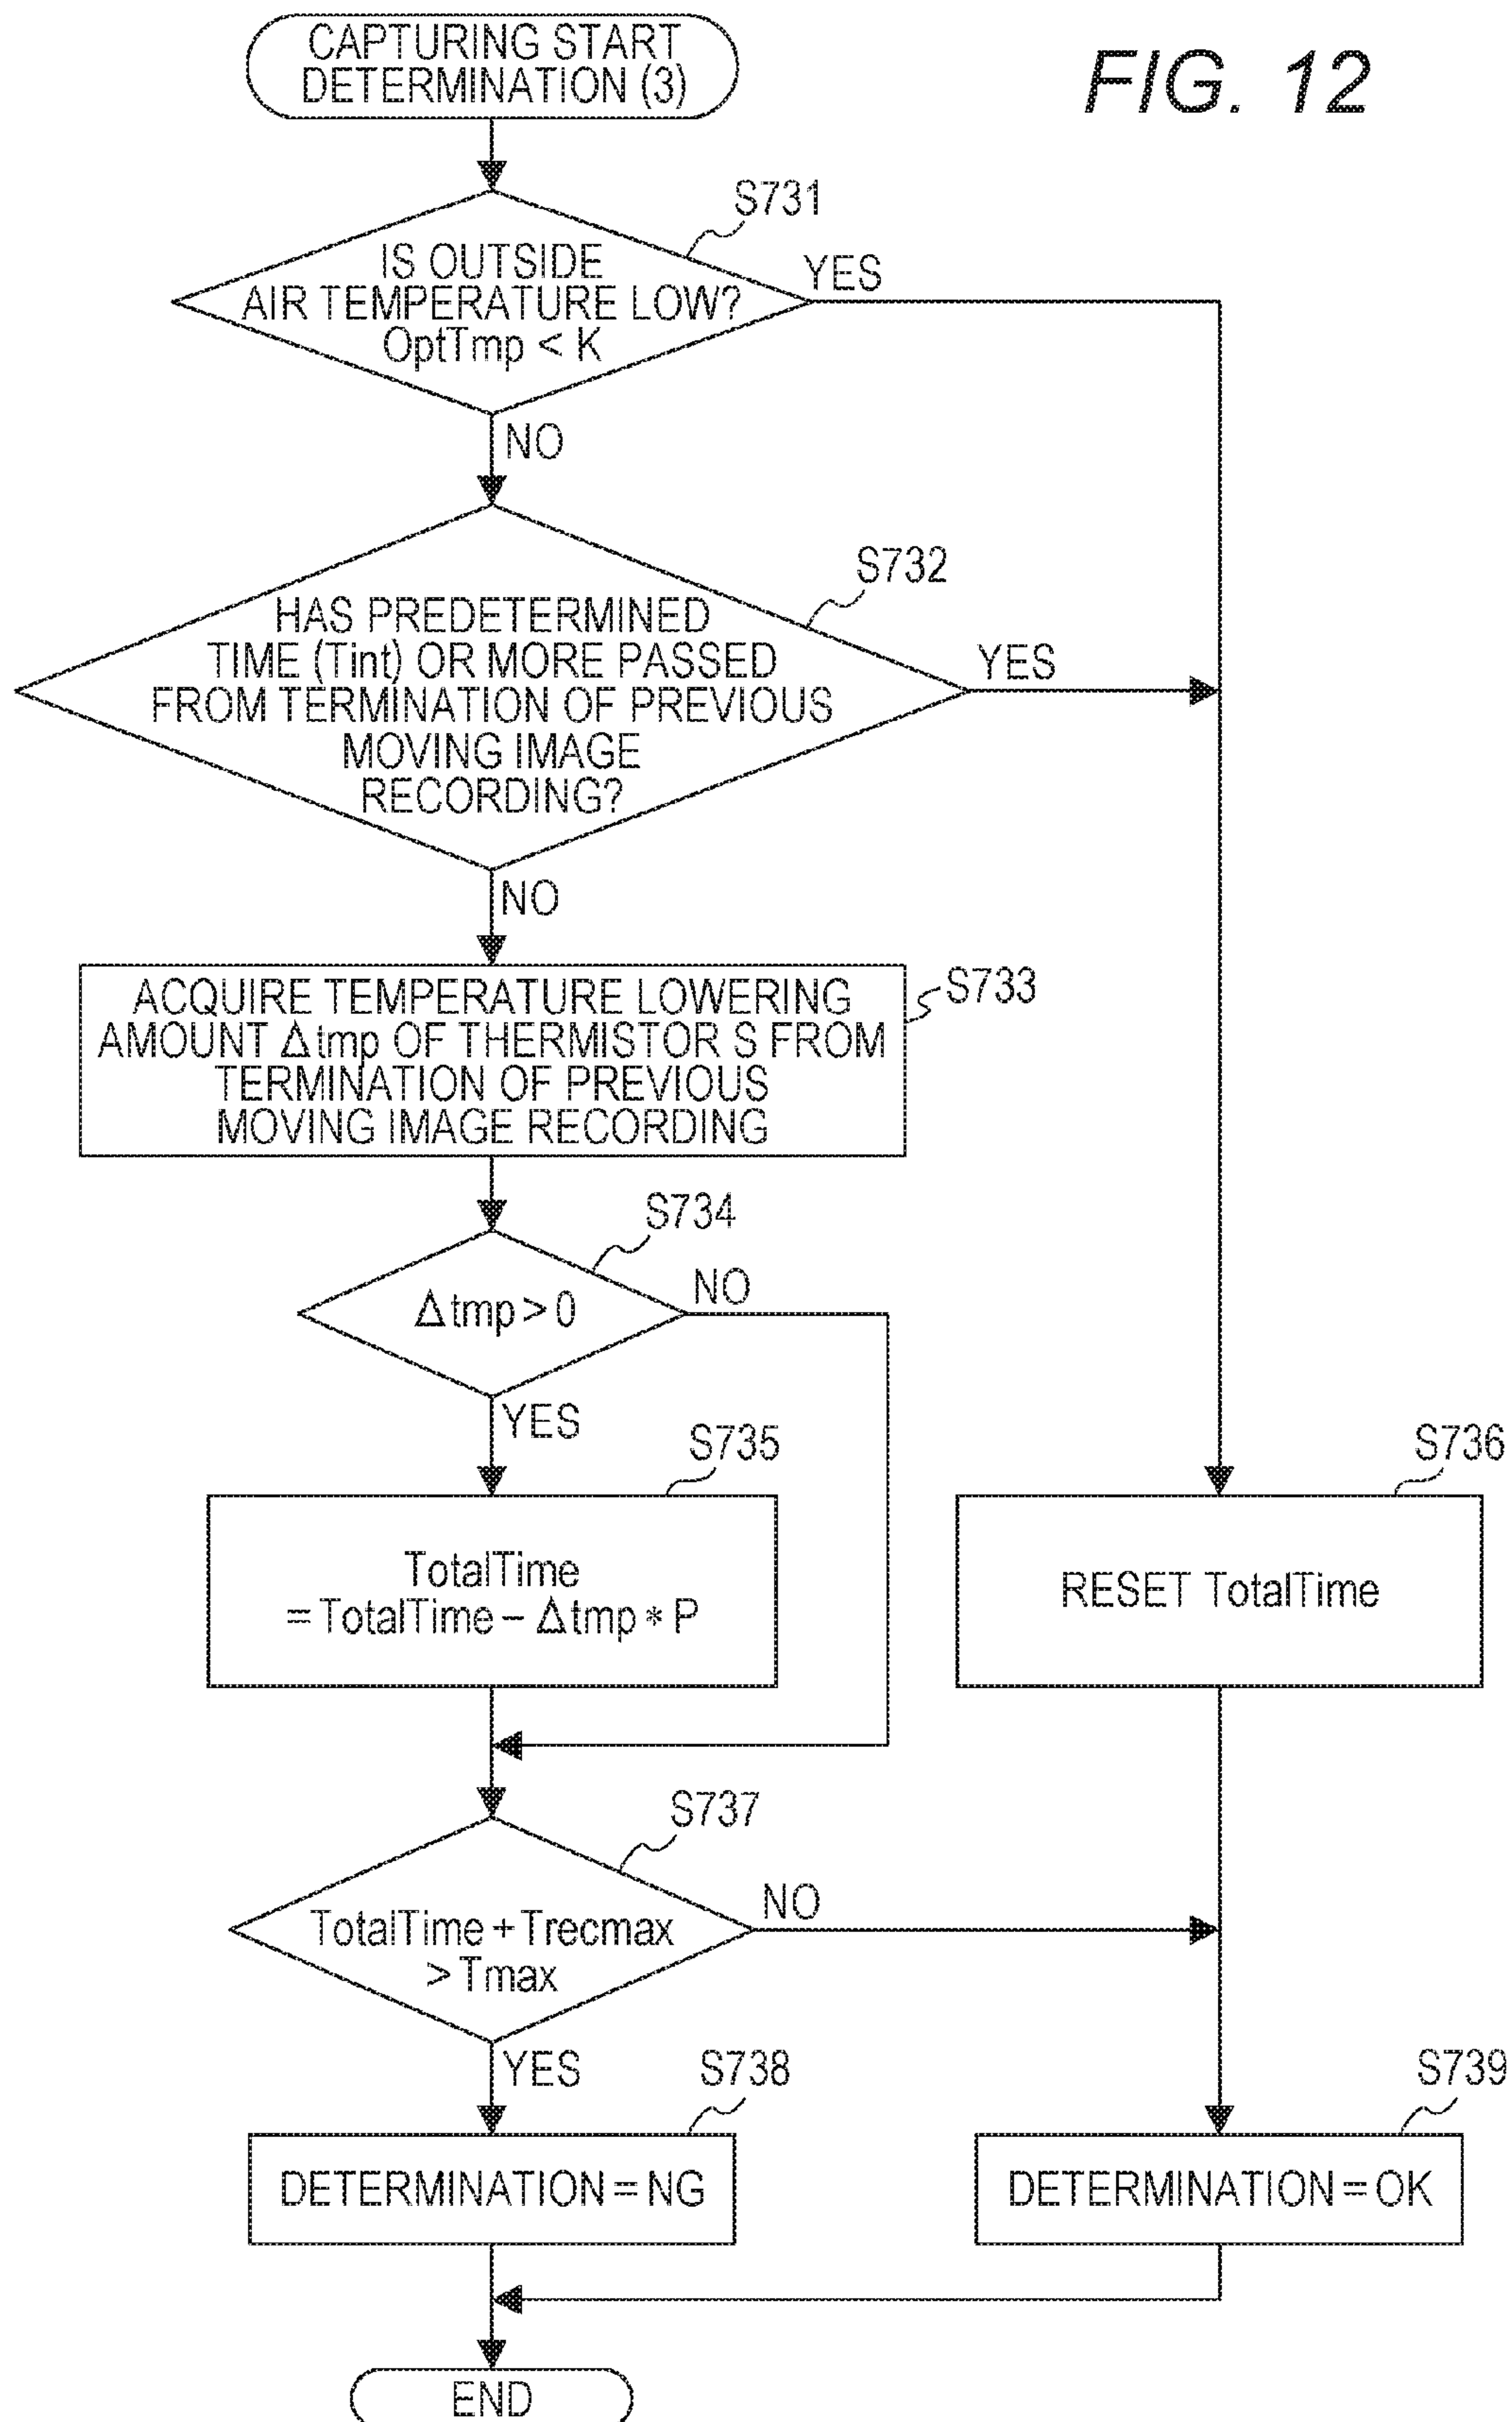 CAPTURING START
DETERMINATION (3)
FIG. 12
S731
IS OUTSIDE
AIR TEMPERATURE LOW?
OptTmp < K
YES
NO
S732
HAS PREDETERMINED
TIME (Tint) OR MORE PASSED
FROM TERMINATION OF PREVIOUS
MOVING IMAGE
RECORDING?
YES
NO
S733
ACQUIRE TEMPERATURE LOWERING
AMOUNT Δtmp OF THERMISTOR S FROM
TERMINATION OF PREVIOUS
MOVING IMAGE RECORDING
S734
Δtmp > 0
NO
YES
S735
TotalTime
= TotalTime − Δtmp * P
S736
RESET TotalTime
S737
TotalTime + Trecmax
> Tmax
NO
YES
S738
DETERMINATION = NG
S739
DETERMINATION = OK
END